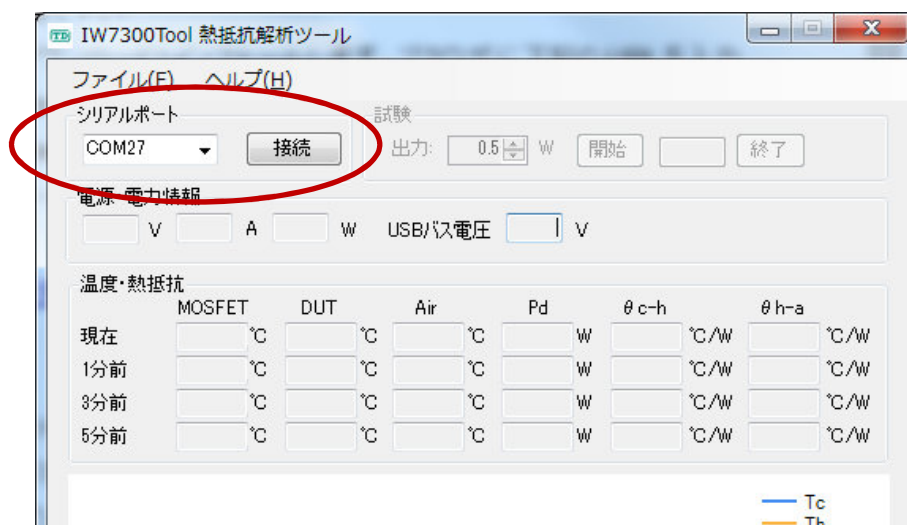 TD IW7300Tool 熱抵抗解析ツール
ファイル(F) ヘルプ(H)
シリアルポート 試験
COM27 接続 出力: 0.5 W 開始 終了
電源・電力情報
V A W USBバス電圧 V
温度・熱抵抗
MOSFET DUT Air Pd θc-h θh-a
現在 ℃ ℃ ℃ W ℃/W ℃/W
1分前 ℃ ℃ ℃ W ℃/W ℃/W
3分前 ℃ ℃ ℃ W ℃/W ℃/W
5分前 ℃ ℃ ℃ W ℃/W ℃/W
Tc
Th